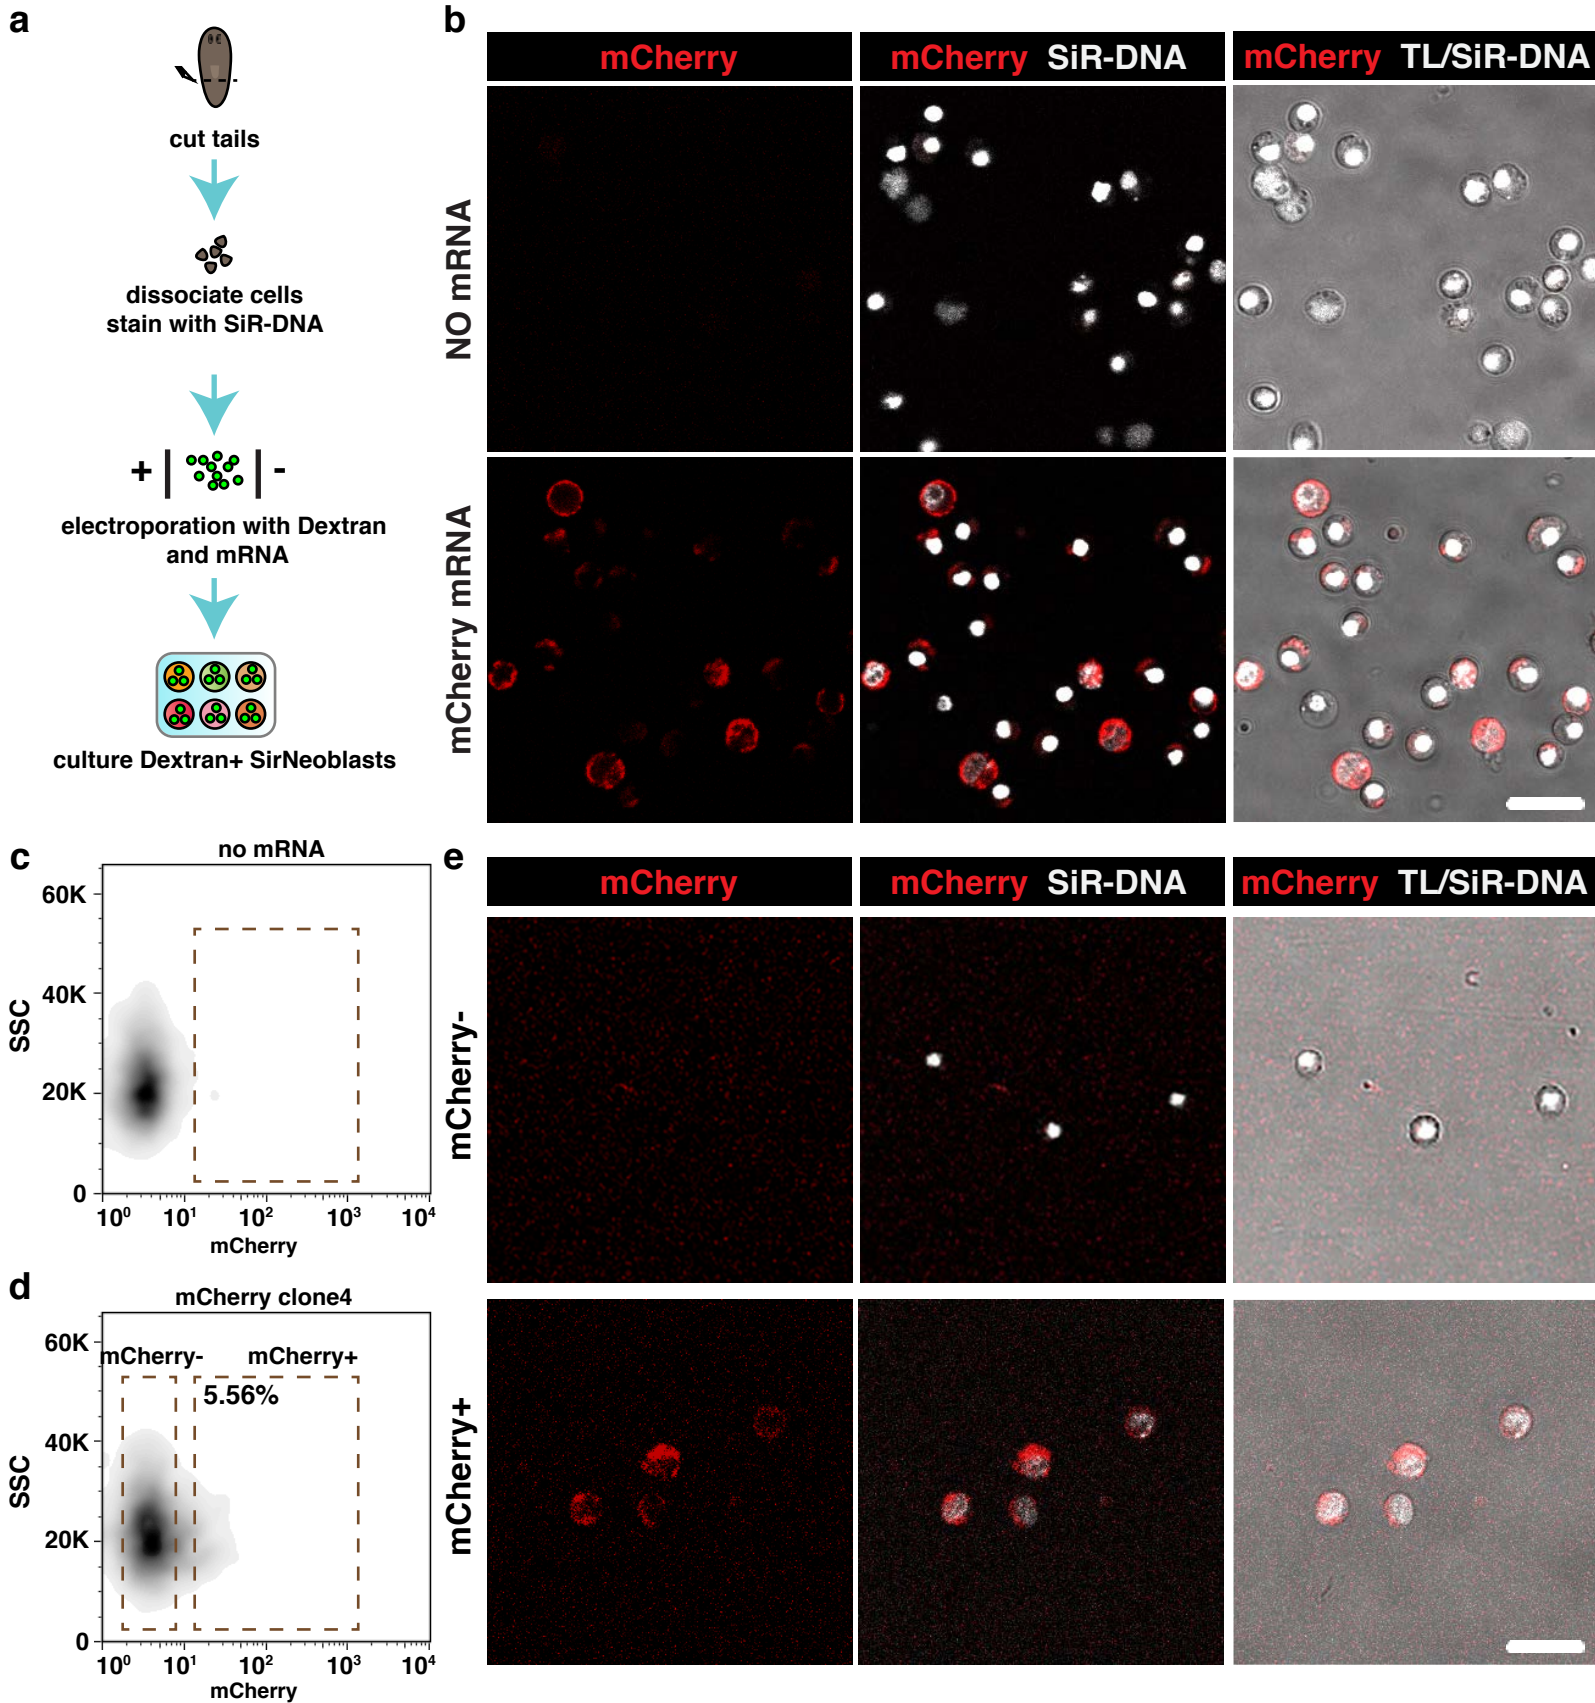 a
cut tails
dissociate cells
stain with SiR-DNA
+ | | -
electroporation with Dextran
and mRNA
culture Dextran+ SirNeoblasts
b
mCherry
mCherry SiR-DNA
mCherry TL/SiR-DNA
NO mRNA
mCherry mRNA
c
no mRNA
60K
40K
20K
0
SSC
10⁰ 10¹ 10² 10³ 10⁴
mCherry
d
mCherry clone4
mCherry- mCherry+
5.56%
60K
40K
20K
0
SSC
10⁰ 10¹ 10² 10³ 10⁴
mCherry
e
mCherry
mCherry SiR-DNA
mCherry TL/SiR-DNA
mCherry-
mCherry+